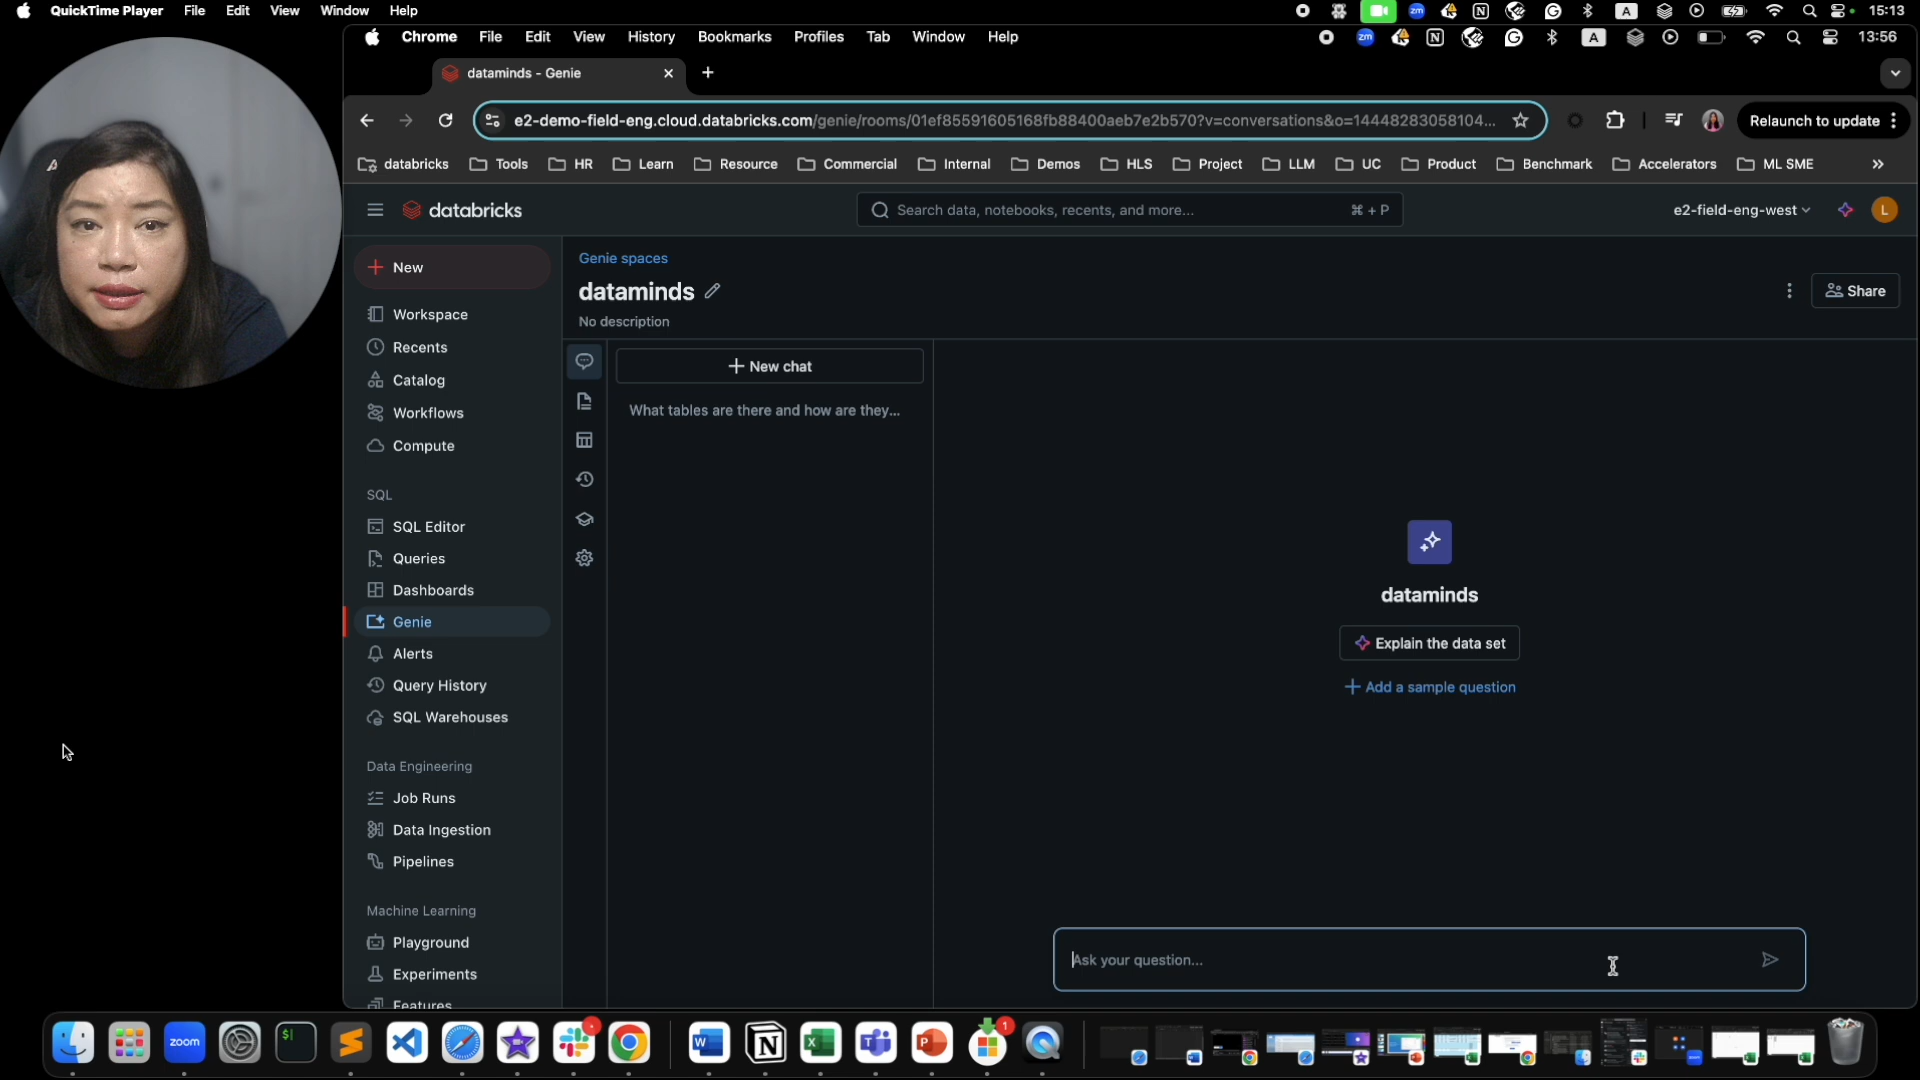 QuickTime Player File Edit View Window Help
zm A 15:13
Chrome File Edit View History Bookmarks Profiles Tab Window Help
zm A 13:56
dataminds - Genie
e2-demo-field-eng.cloud.databricks.com/genie/rooms/01ef85591605168fb88400aeb7e2b570?v=conversations&o=14448283058104...
Relaunch to update
databricks Tools HR Learn Resource Commercial Internal Demos HLS Project LLM UC Product Benchmark Accelerators ML SME »
databricks
Search data, notebooks, recents, and more... ⌘ + P
e2-field-eng-west
L
New
Workspace
Recents
Catalog
Workflows
Compute
SQL
SQL Editor
Queries
Dashboards
Genie
Alerts
Query History
SQL Warehouses
Data Engineering
Job Runs
Data Ingestion
Pipelines
Machine Learning
Playground
Experiments
Features
Genie spaces
dataminds
No description
Share
+ New chat
What tables are there and how are they...
dataminds
Explain the data set
+ Add a sample question
Ask your question...
zoom
$
1